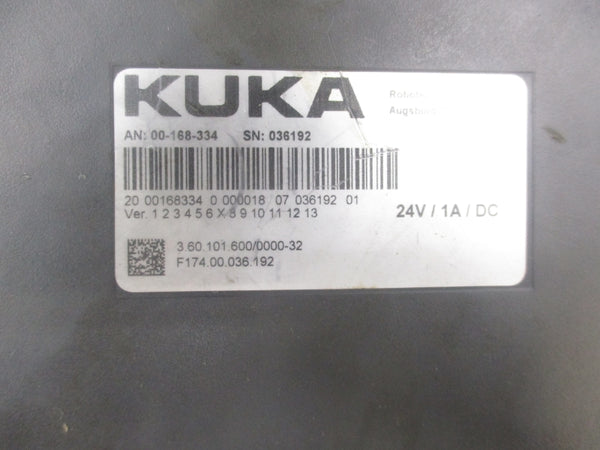 KUKA
Robots
Augsburg
AN: 00-168-334 SN: 036192
20 00168334 0 000018 07 036192 01
Ver. 1 2 3 4 5 6 X 8 9 10 11 12 13
24V / 1A / DC
3.60.101.600/0000-32
F174.00.036.192